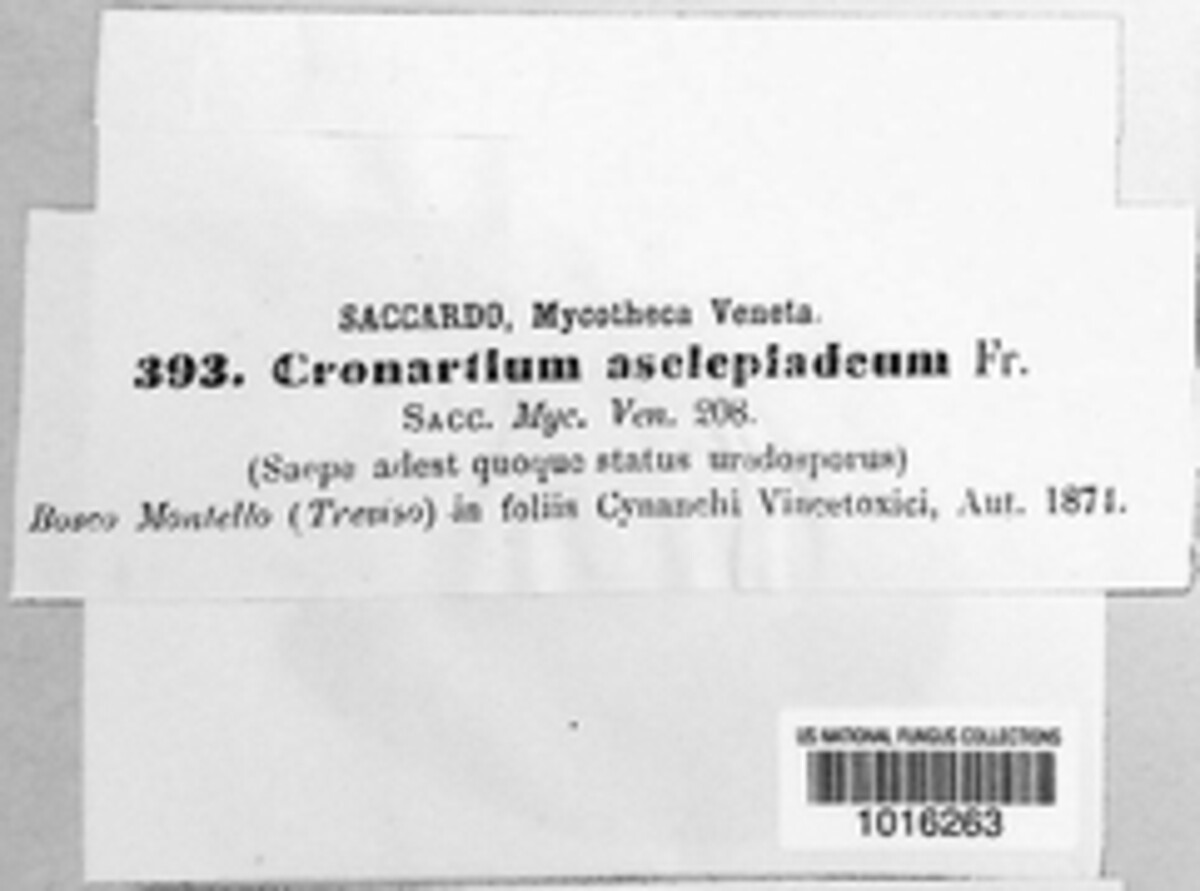 SACCARDO, Mycotheca Veneta.
393. Cronartium asclepiadeum Fr.
SACC. Myc. Ven. 208.
(Saepe adest quoque status uredosporus)
Bosco Montello (Treviso) in foliis Cynanchi Vincetoxici, Aut. 1874.
US NATIONAL FUNGUS COLLECTIONS
1016263